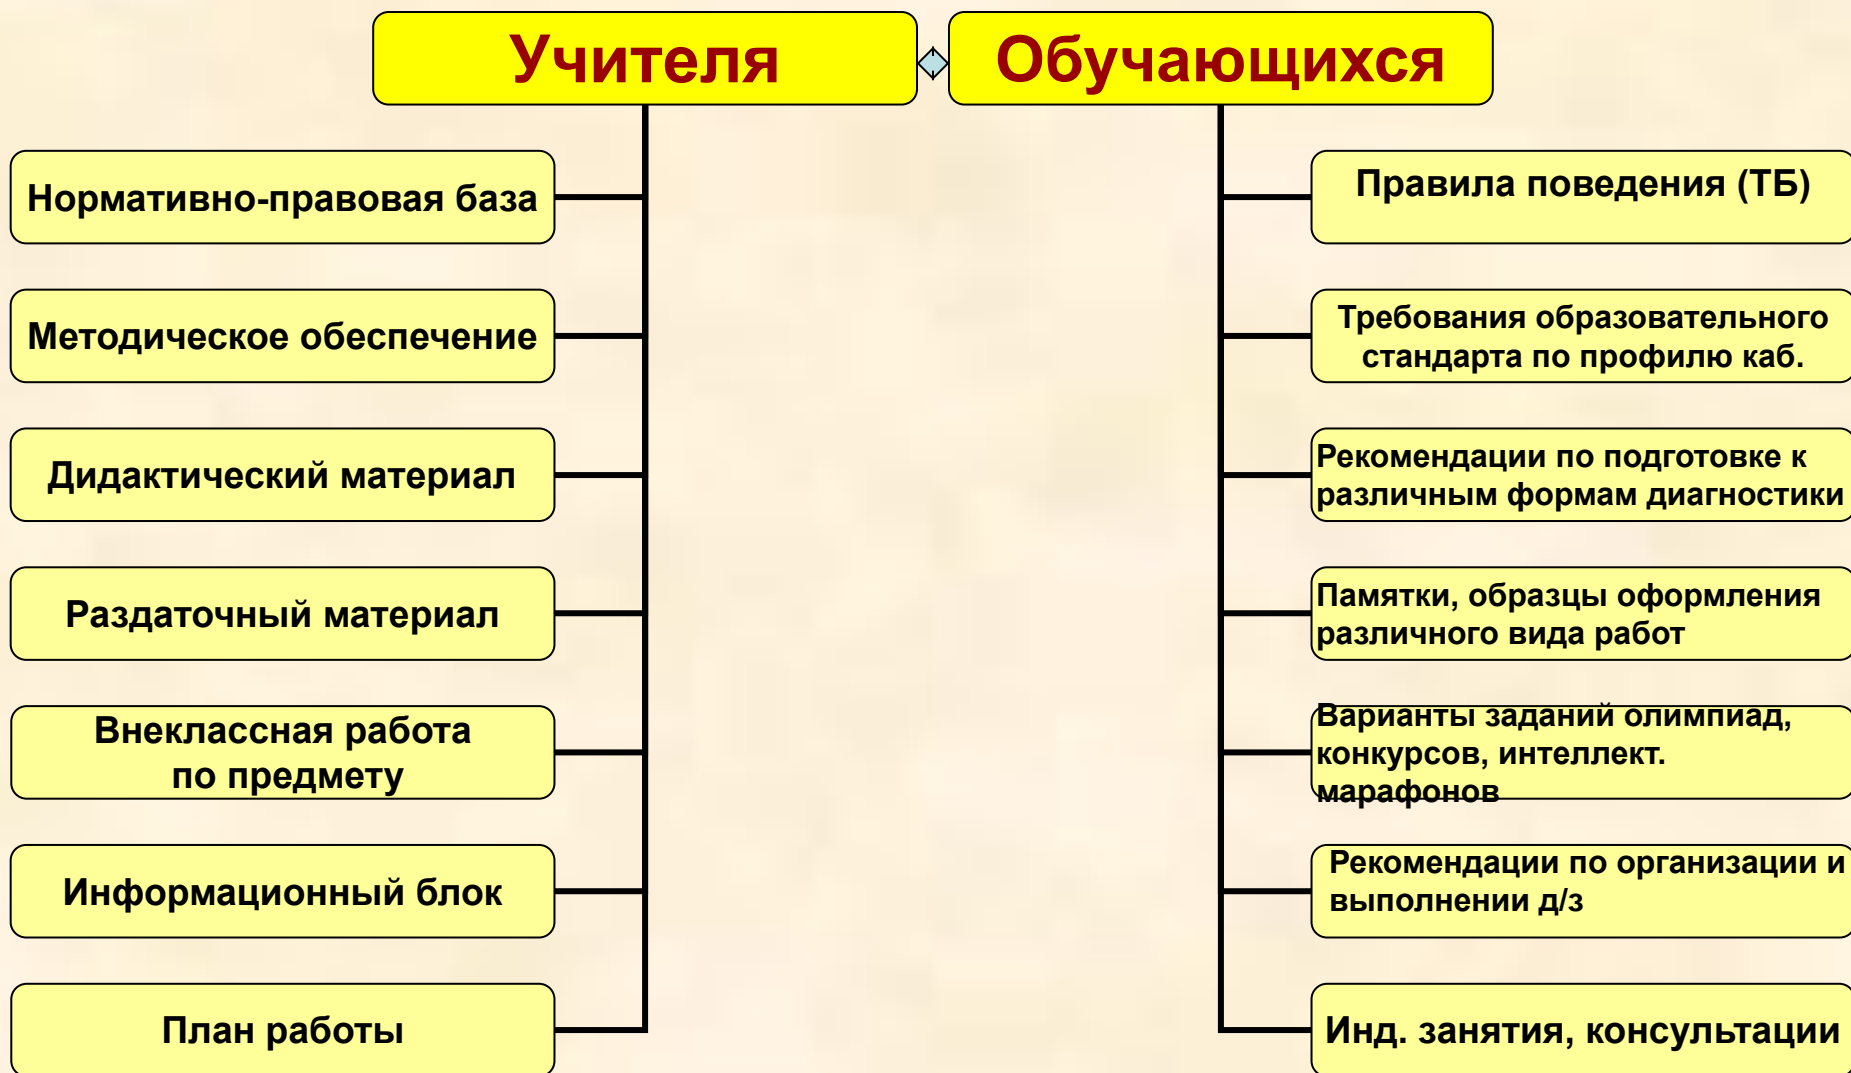 Учителя
Обучающихся
Нормативно-правовая база
Методическое обеспечение
Дидактический материал
Раздаточный материал
Внеклассная работа
по предмету
Информационный блок
План работы
Правила поведения (ТБ)
Требования образовательного
стандарта по профилю каб.
Рекомендации по подготовке к
различным формам диагностики
Памятки, образцы оформления
различного вида работ
Варианты заданий олимпиад,
конкурсов, интеллект.
марафонов
Рекомендации по организации и
выполнении д/з
Инд. занятия, консультации